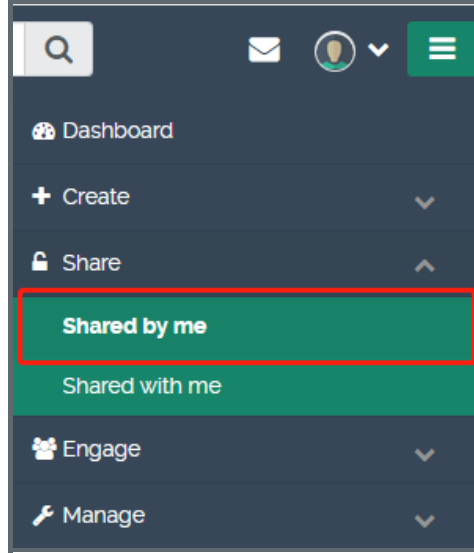 Dashboard
Create
Share
Shared by me
Shared with me
Engage
Manage